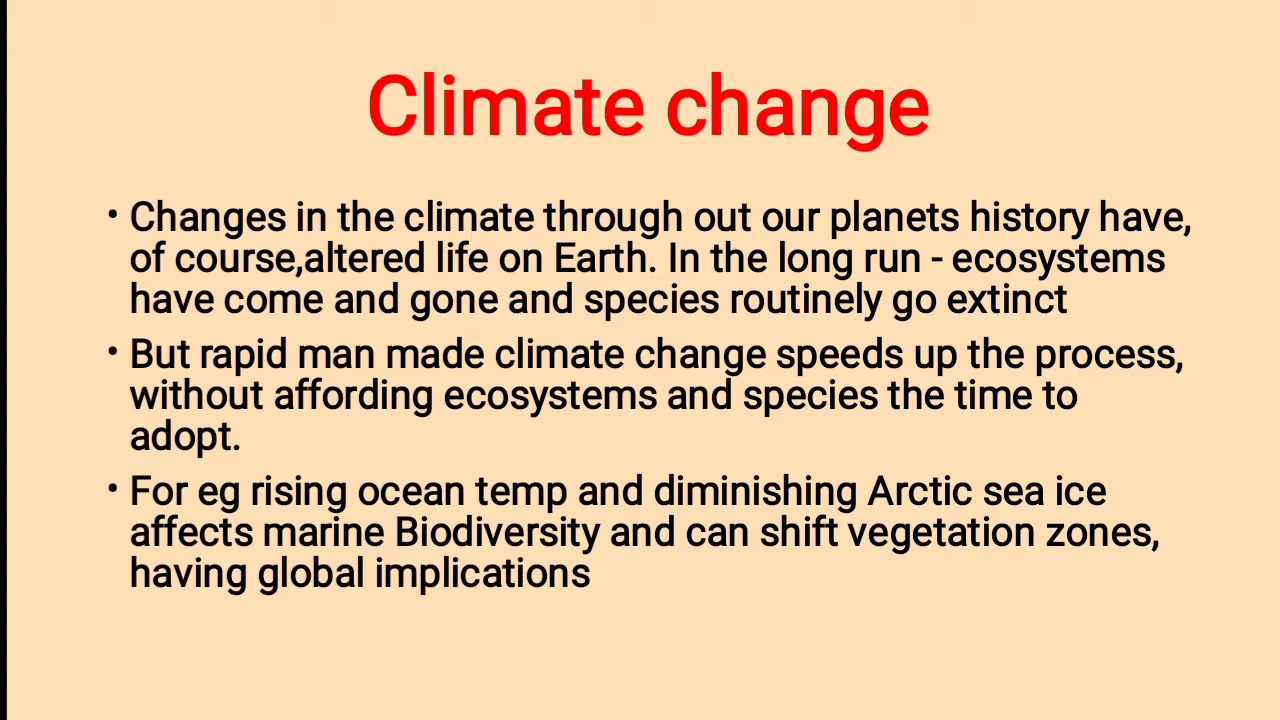 Climate change
• Changes in the climate through out our planets history have,
of course,altered life on Earth. In the long run - ecosystems
have come and gone and species routinely go extinct
• But rapid man made climate change speeds up the process,
without affording ecosystems and species the time to
adopt.
• For eg rising ocean temp and diminishing Arctic sea ice
affects marine Biodiversity and can shift vegetation zones,
having global implications